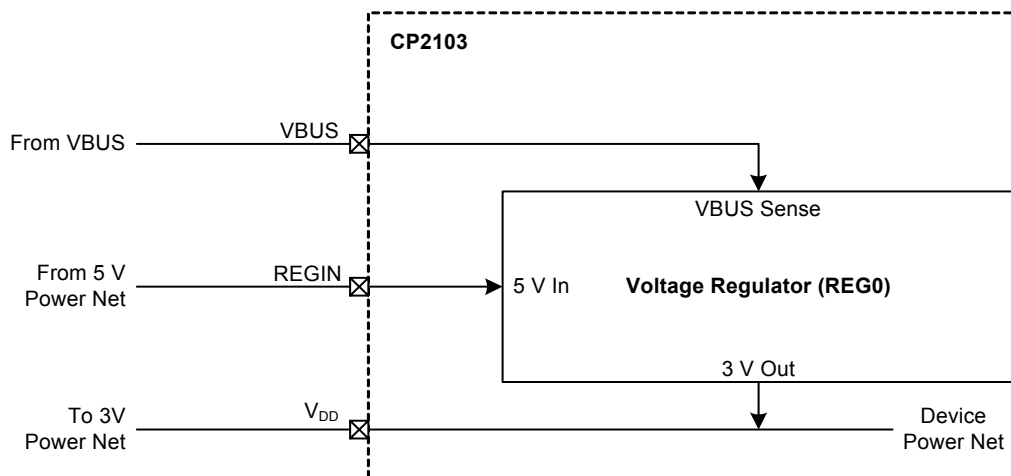 CP2103
From VBUS
VBUS
VBUS Sense
From 5 V
Power Net
REGIN
5 V In
Voltage Regulator (REG0)
3 V Out
To 3V
Power Net
VDD
Device
Power Net